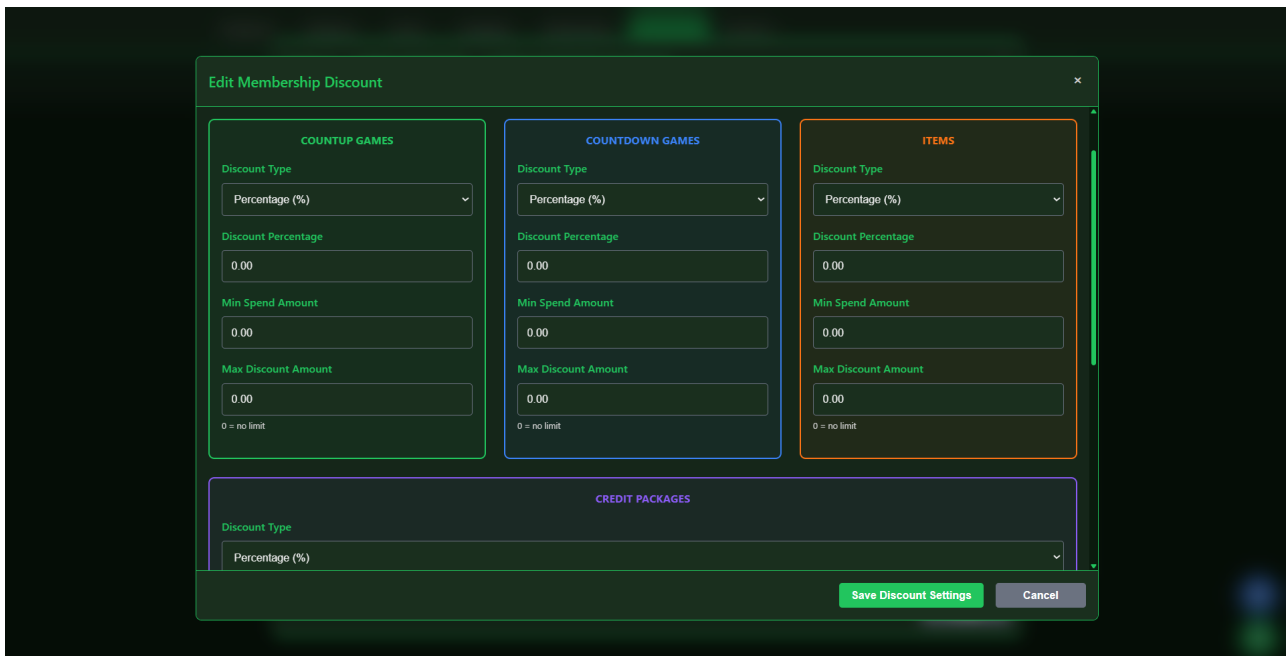 Edit Membership Discount
×
COUNTUP GAMES
Discount Type
Percentage (%)
Discount Percentage
0.00
Min Spend Amount
0.00
Max Discount Amount
0.00
0 = no limit
COUNTDOWN GAMES
Discount Type
Percentage (%)
Discount Percentage
0.00
Min Spend Amount
0.00
Max Discount Amount
0.00
0 = no limit
ITEMS
Discount Type
Percentage (%)
Discount Percentage
0.00
Min Spend Amount
0.00
Max Discount Amount
0.00
0 = no limit
CREDIT PACKAGES
Discount Type
Percentage (%)
Save Discount Settings
Cancel